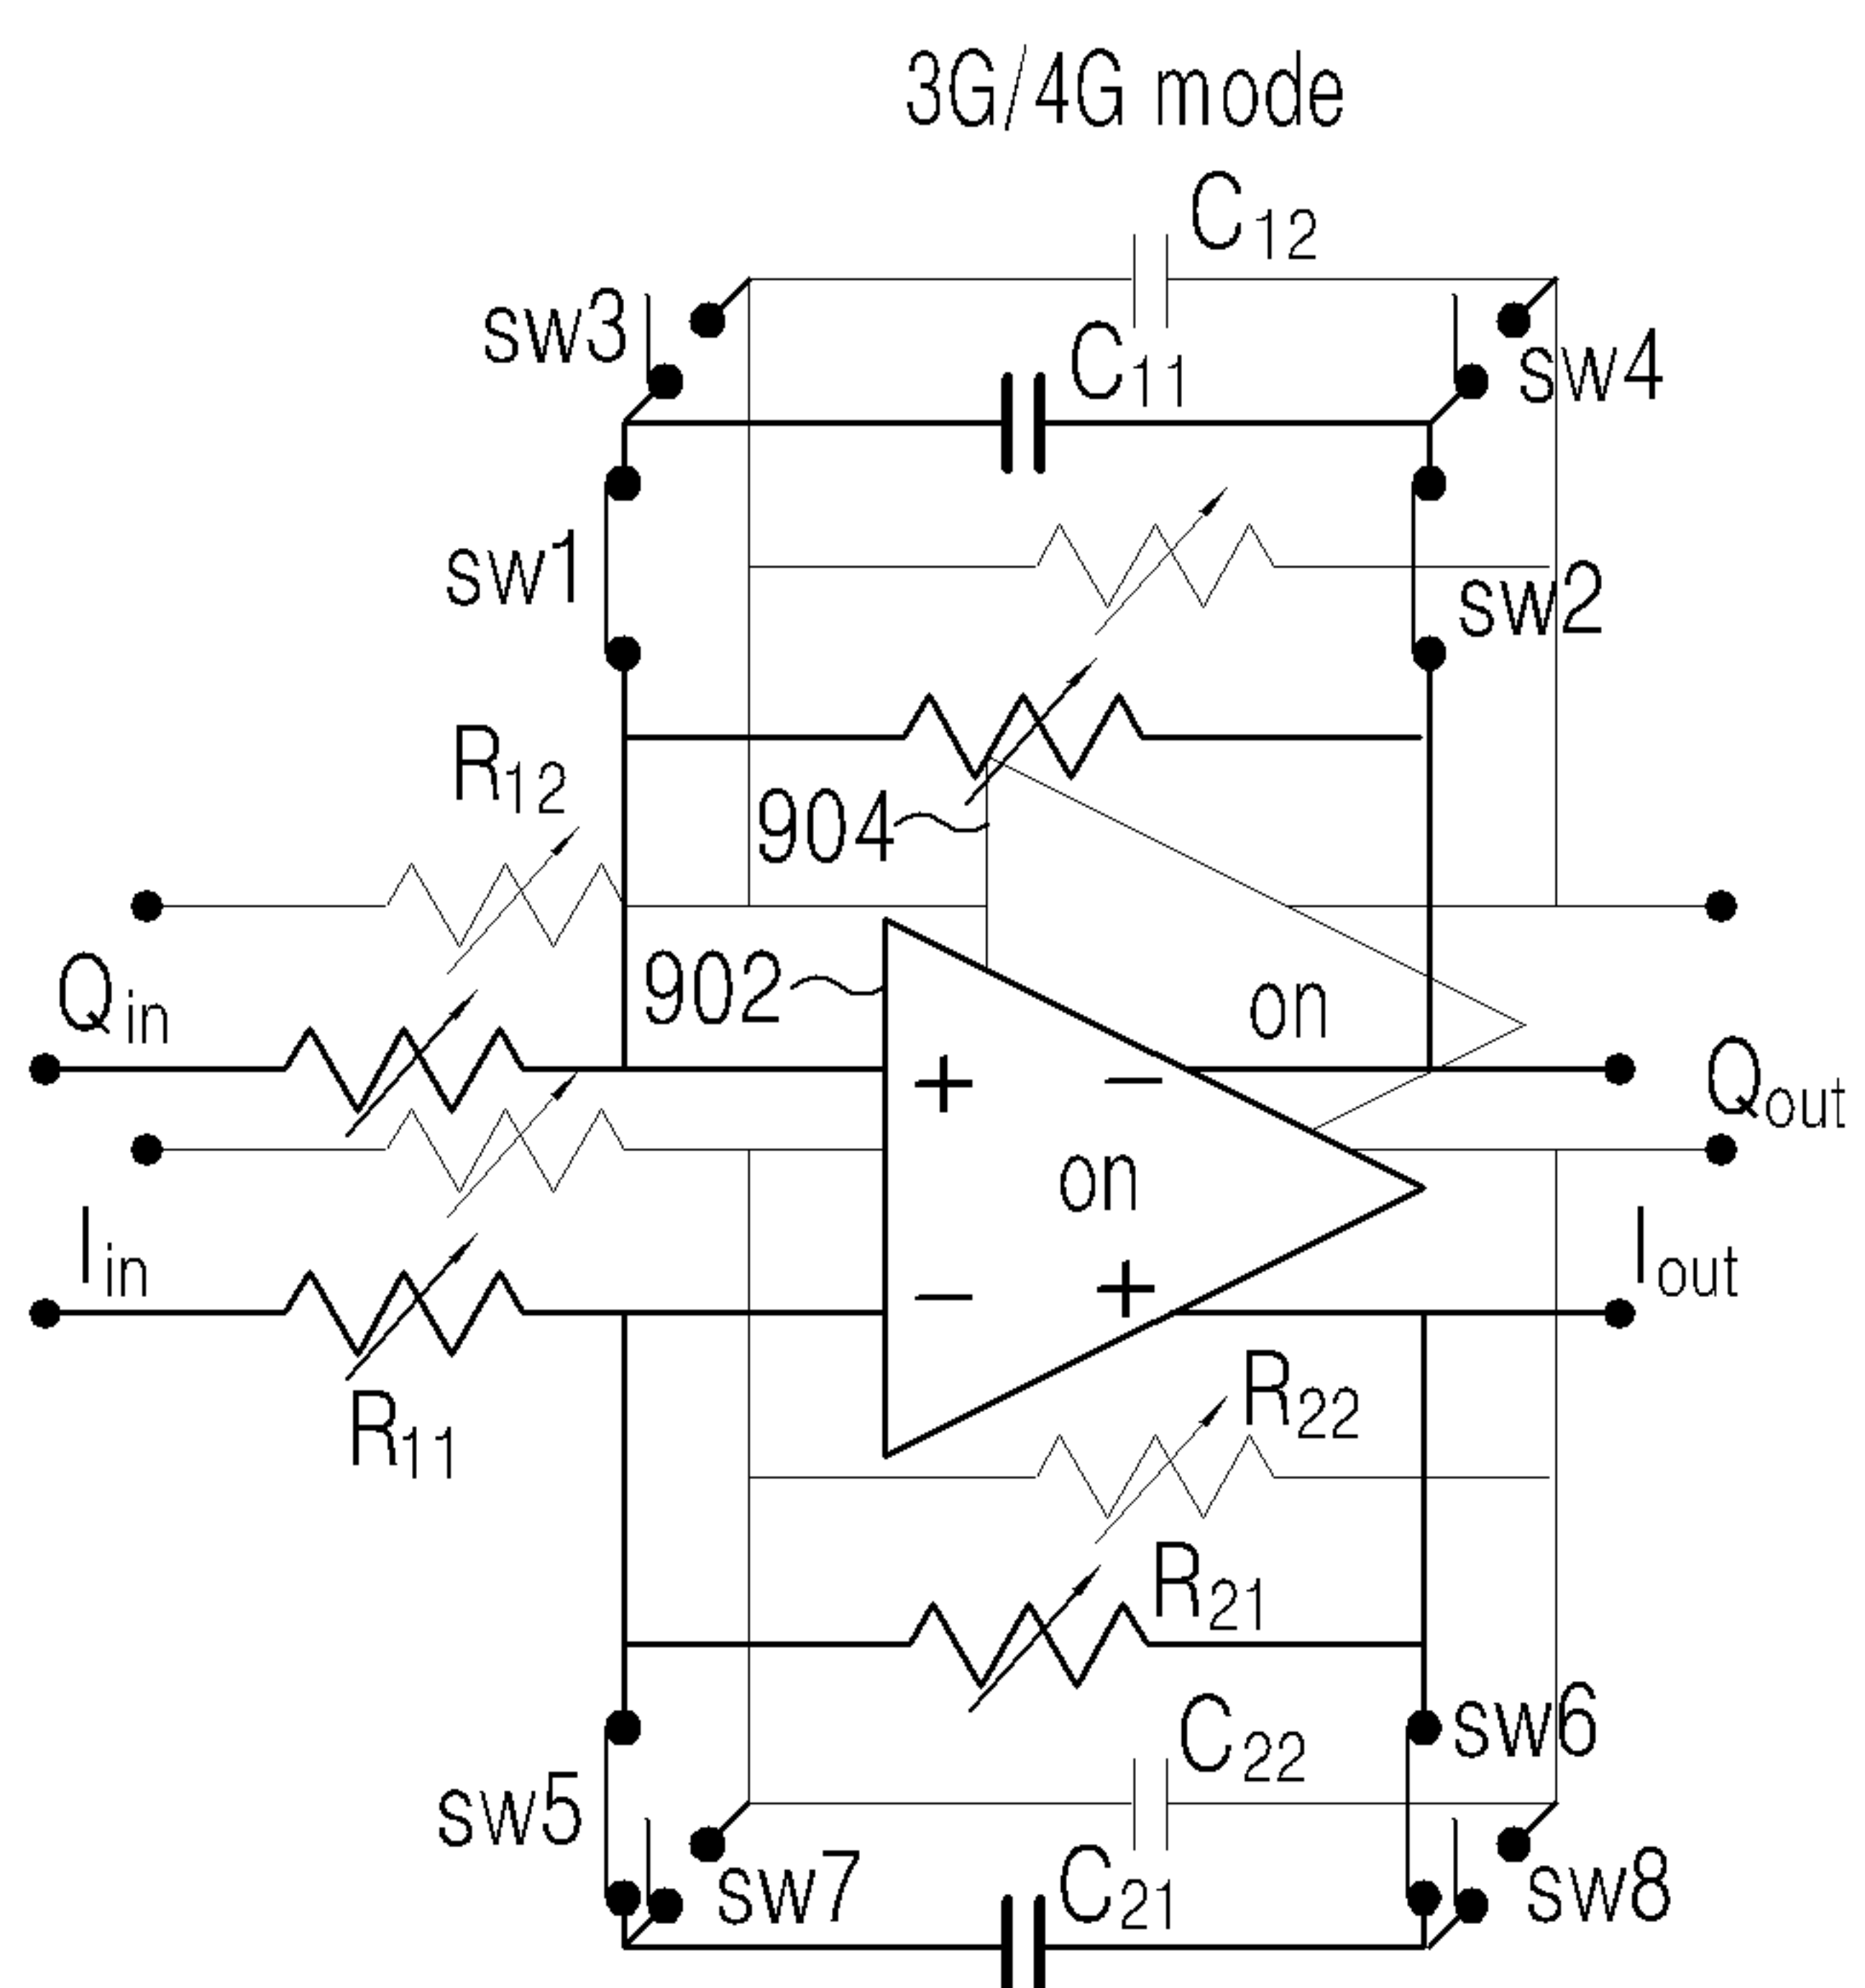 3G/4G mode
C12
sw3
C11
sw4
sw1
sw2
R12
904
902
Qin
on
+
−
Qout
on
Iin
−
+
Iout
R11
R22
R21
C22
sw6
sw5
sw7
C21
sw8